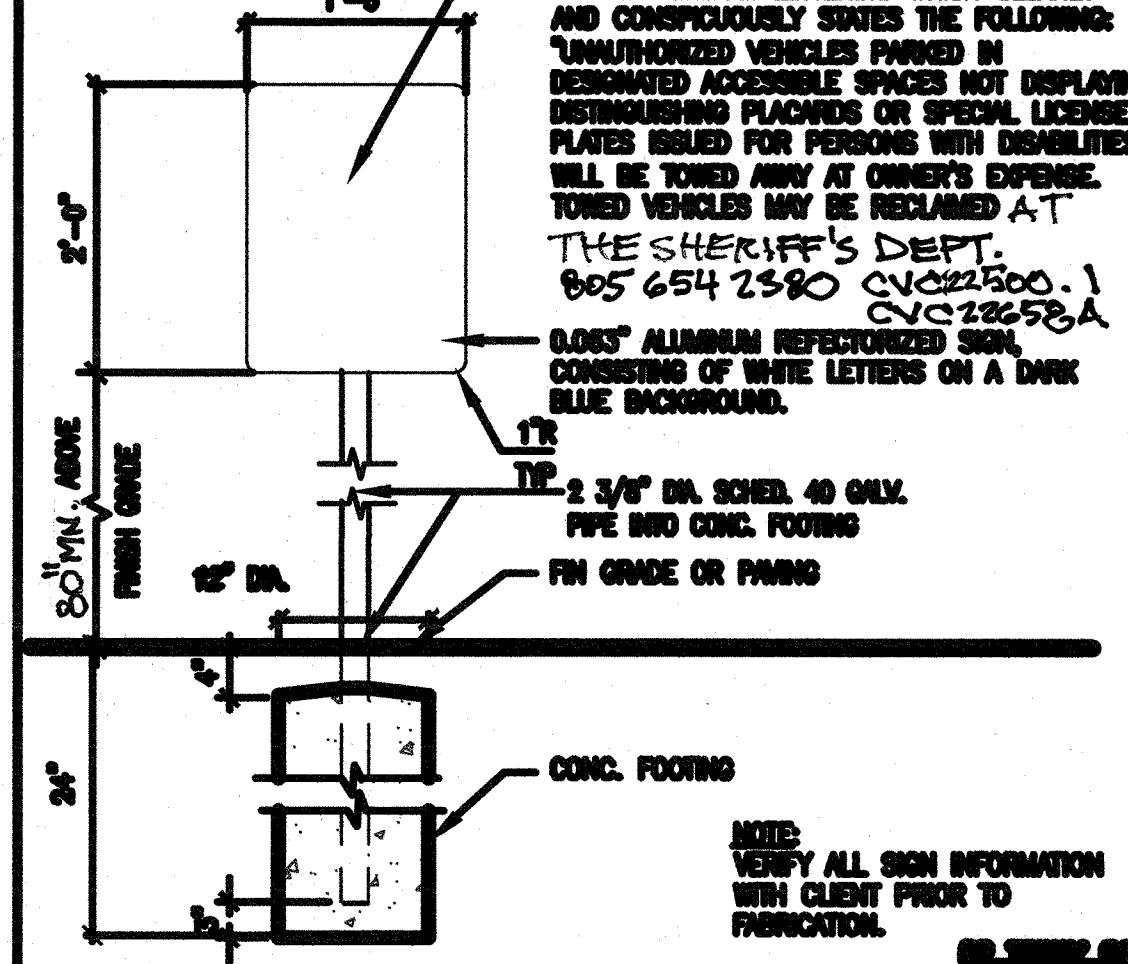 AND CONSPICUOUSLY STATES THE FOLLOWING:
"UNAUTHORIZED VEHICLES PARKED IN
DESIGNATED ACCESSIBLE SPACES NOT DISPLAYIN
DISTINGUISHING PLACARDS OR SPECIAL LICENSE
PLATES ISSUED FOR PERSONS WITH DISABILITIES
WILL BE TOWED AWAY AT OWNER'S EXPENSE.
TOWED VEHICLES MAY BE RECLAIMED AT
THE SHERIFF'S DEPT.
805 654 2380 CVC22500.1
CVC22658A
2'-0"
0.063" ALUMINUM REFECTORIZED SIGN,
CONSISTING OF WHITE LETTERS ON A DARK
BLUE BACKGROUND.
1"R
TYP
80" MIN. ABOVE
FINISH GRADE
2 3/8" DIA. SCHED. 40 GALV.
PIPE INTO CONC. FOOTING
12" DIA.
FIN GRADE OR PAVING
4"
24"
CONC. FOOTING
3"
NOTE:
VERIFY ALL SIGN INFORMATION
WITH CLIENT PRIOR TO
FABRICATION.